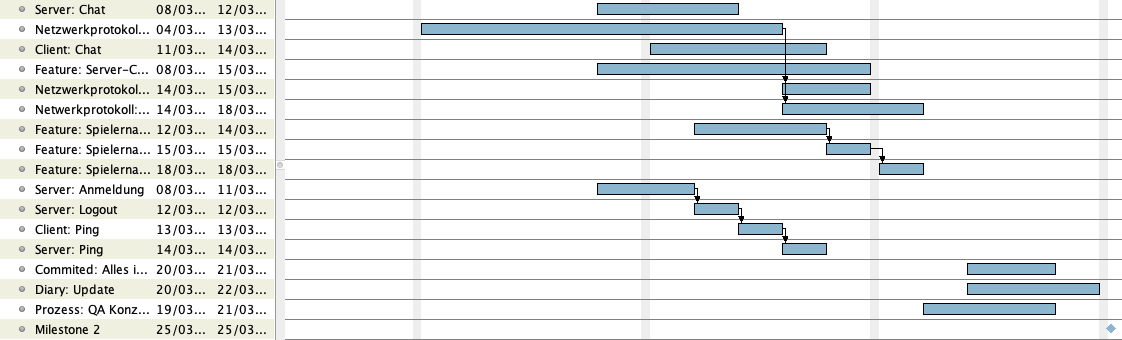 Server: Chat 08/03... 12/03...
Netzwerkprotokol... 04/03... 13/03...
Client: Chat 11/03... 14/03...
Feature: Server-C... 08/03... 15/03...
Netzwerkprotokol... 14/03... 15/03...
Netwerkprotokoll:... 14/03... 18/03...
Feature: Spielerna... 12/03... 14/03...
Feature: Spielerna... 15/03... 15/03...
Feature: Spielerna... 18/03... 18/03...
Server: Anmeldung 08/03... 11/03...
Server: Logout 12/03... 12/03...
Client: Ping 13/03... 13/03...
Server: Ping 14/03... 14/03...
Commited: Alles i... 20/03... 21/03...
Diary: Update 20/03... 22/03...
Prozess: QA Konz... 19/03... 21/03...
Milestone 2 25/03... 25/03...